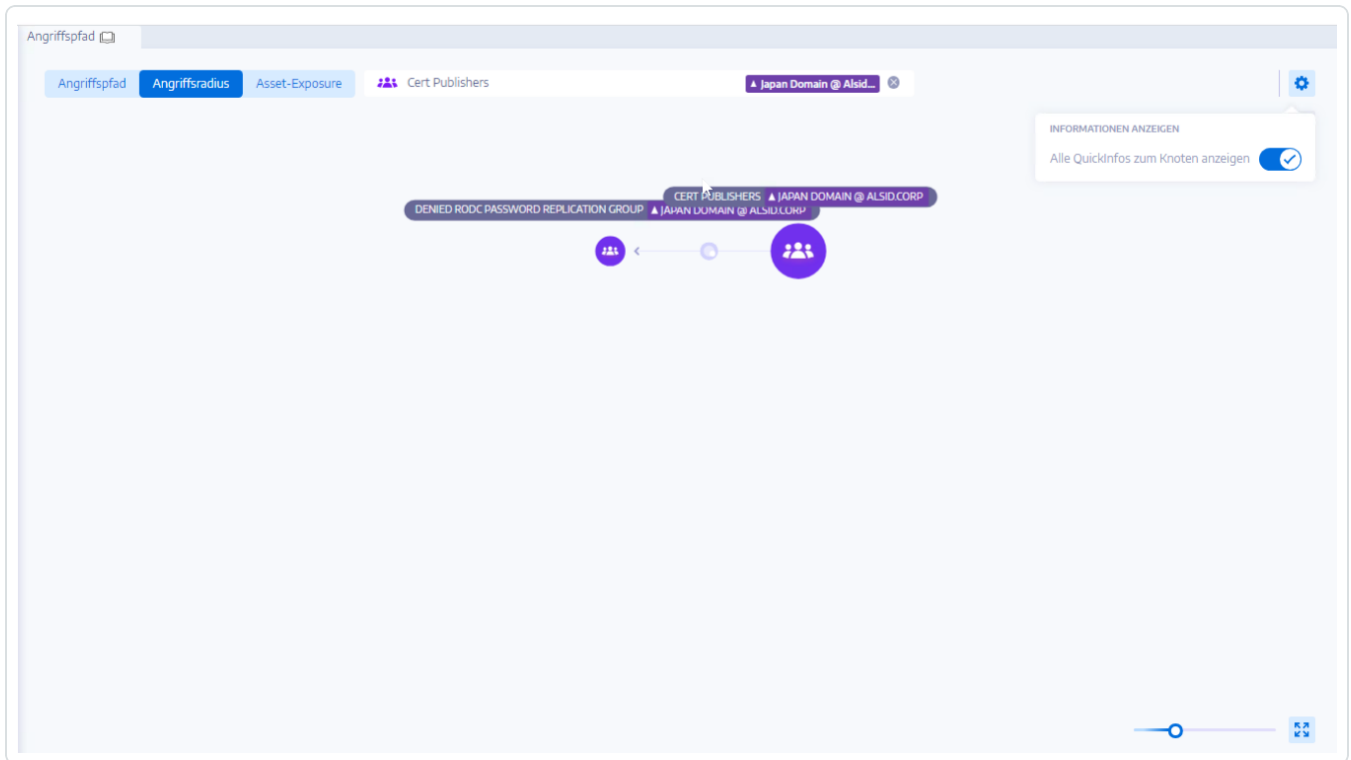 Angriffspfad
Angriffspfad Angriffsradius Asset-Exposure Cert Publishers Japan Domain @ Alsid...
INFORMATIONEN ANZEIGEN
Alle QuickInfos zum Knoten anzeigen
CERT PUBLISHERS JAPAN DOMAIN @ ALSID.CORP
DENIED RODC PASSWORD REPLICATION GROUP JAPAN DOMAIN @ ALSID.CORP